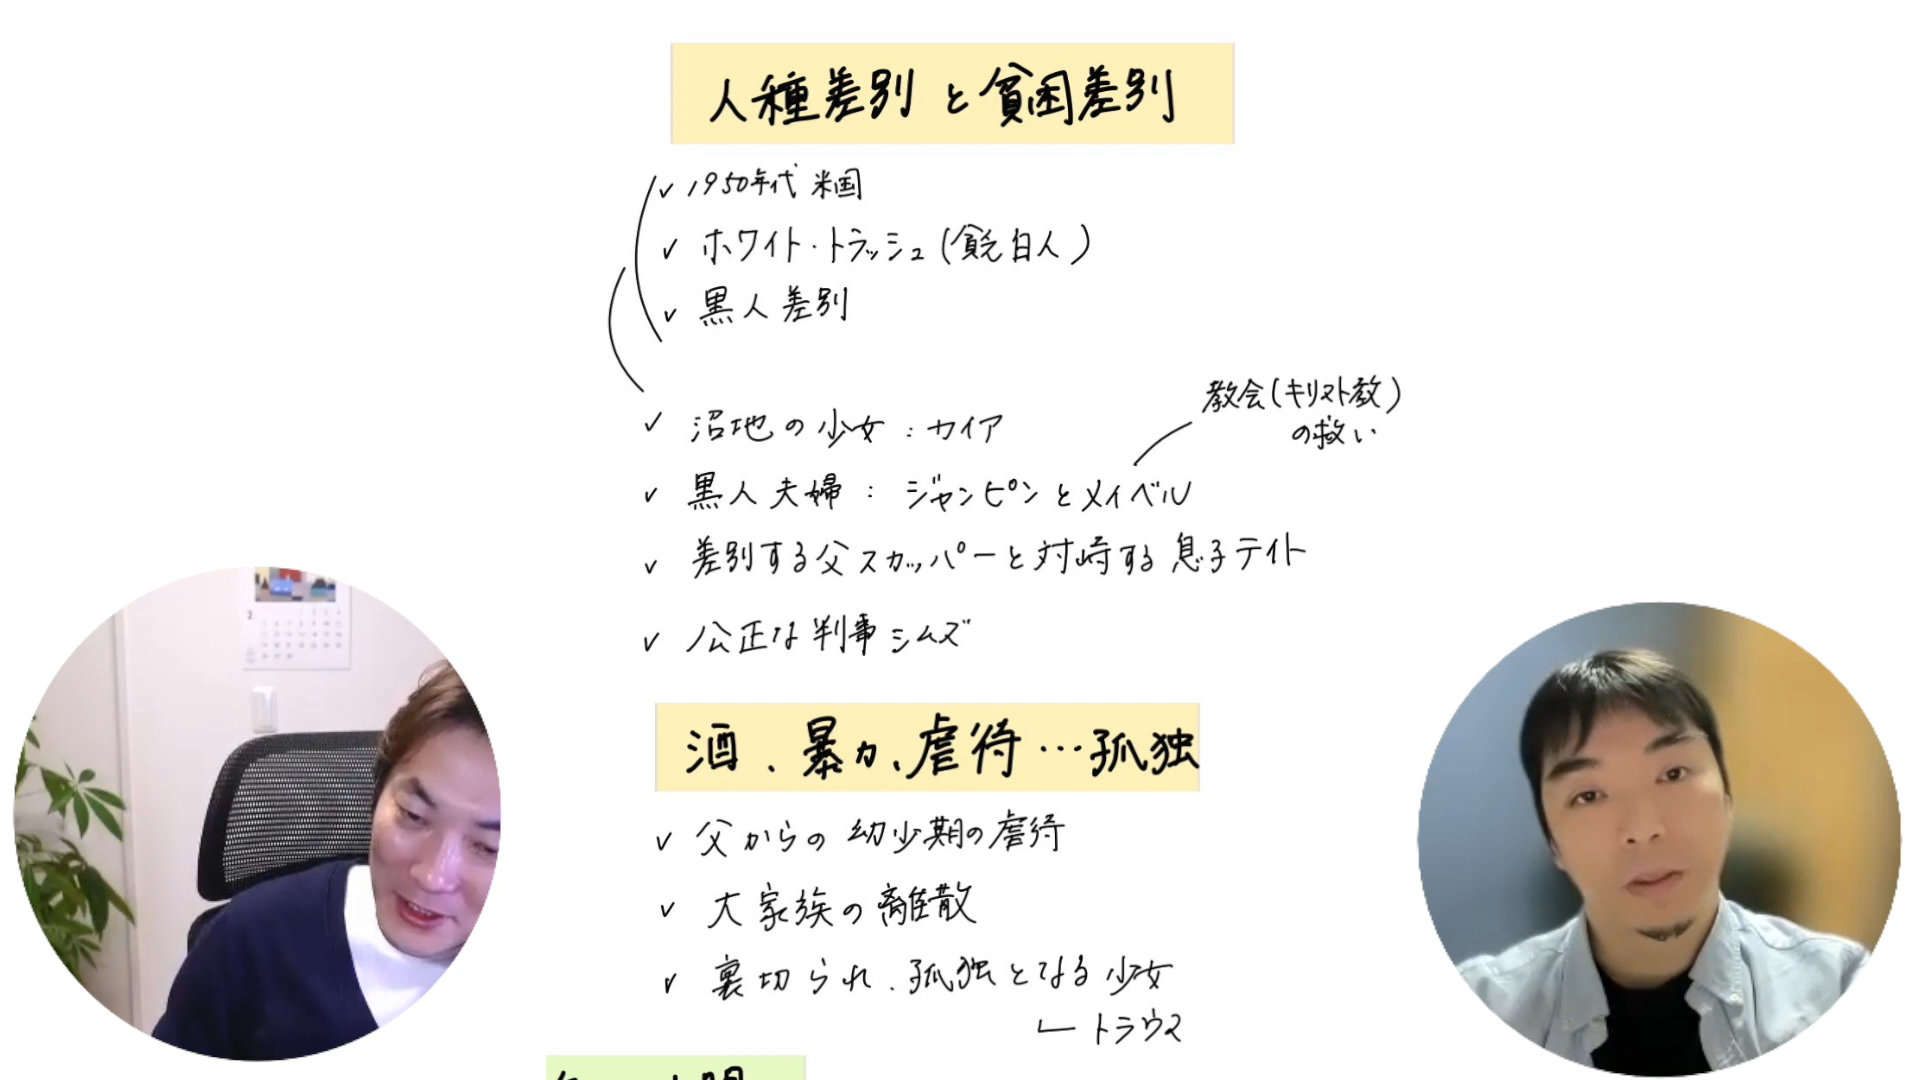 人種差別と貧困差別
✓ 1950年代 米国
✓ ホワイト・トラッシュ(貧乏白人)
✓ 黒人差別
教会(キリスト教)
の救い
✓ 沼地の少女:カイア
✓ 黒人夫婦:ジャンピンとメイベル
✓ 差別する父スカッパーと対峙する息子テイト
✓ 公正な判事シムズ
酒、暴力、虐待…孤独
✓ 父からの幼少期の虐待
✓ 大家族の離散
✓ 裏切られ、孤独となる少女
トラウマ